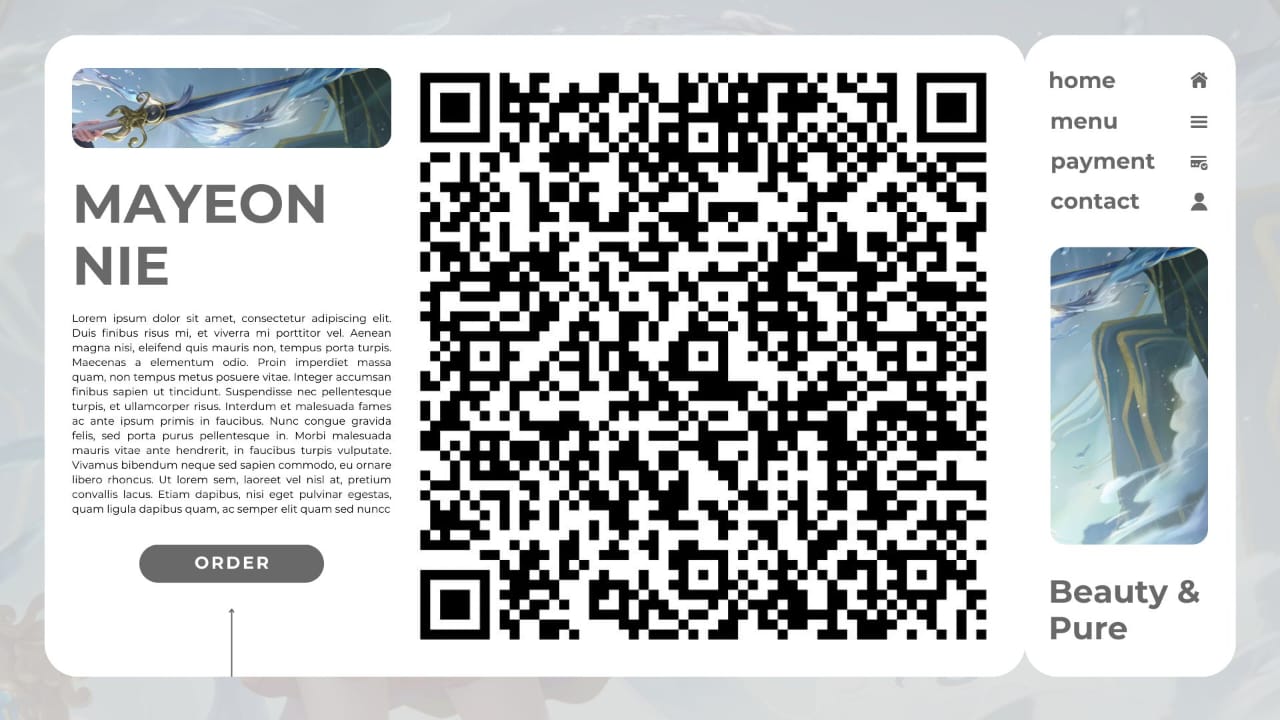 MAYEON
NIE
Lorem ipsum dolor sit amet, consectetur adipiscing elit.
Duis finibus risus mi, et viverra mi porttitor vel. Aenean
magna nisi, eleifend quis mauris non, tempus porta turpis.
Maecenas a elementum odio. Proin imperdiet massa
quam, non tempus metus posuere vitae. Integer accumsan
finibus sapien ut tincidunt. Suspendisse nec pellentesque
turpis, et ullamcorper risus. Interdum et malesuada fames
ac ante ipsum primis in faucibus. Nunc congue gravida
felis, sed porta purus pellentesque in. Morbi malesuada
mauris vitae ante hendrerit, in faucibus turpis vulputate.
Vivamus bibendum neque sed sapien commodo, eu ornare
libero rhoncus. Ut lorem sem, laoreet vel nisl at, pretium
convallis lacus. Etiam dapibus, nisi eget pulvinar egestas,
quam ligula dapibus quam, ac semper elit quam sed nuncc
ORDER
home
menu
payment
contact
Beauty &
Pure